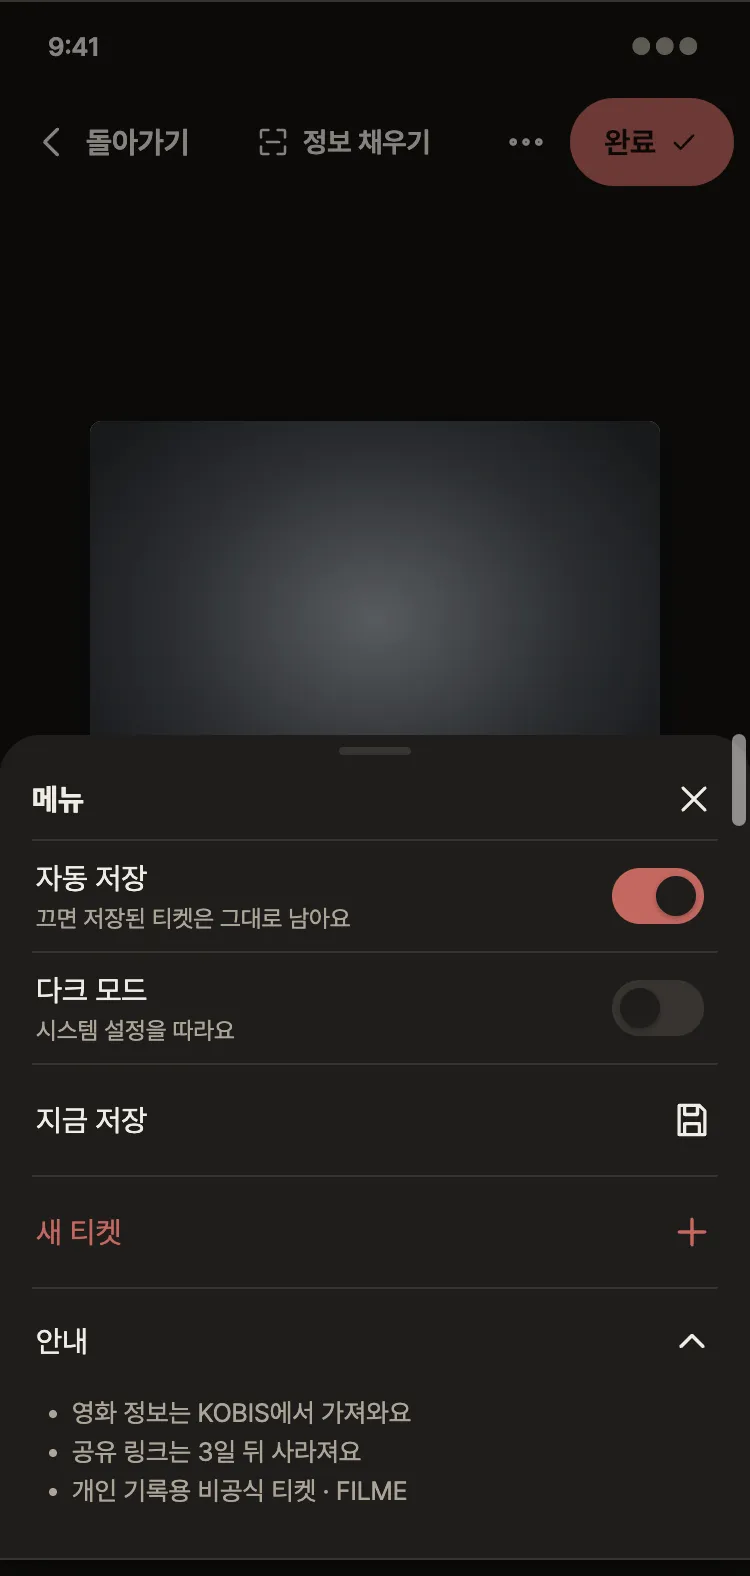 9:41
돌아가기
정보 채우기
완료
메뉴
자동 저장
끄면 저장된 티켓은 그대로 남아요
다크 모드
시스템 설정을 따라요
지금 저장
새 티켓
안내
• 영화 정보는 KOBIS에서 가져와요
• 공유 링크는 3일 뒤 사라져요
• 개인 기록용 비공식 티켓 · FILME